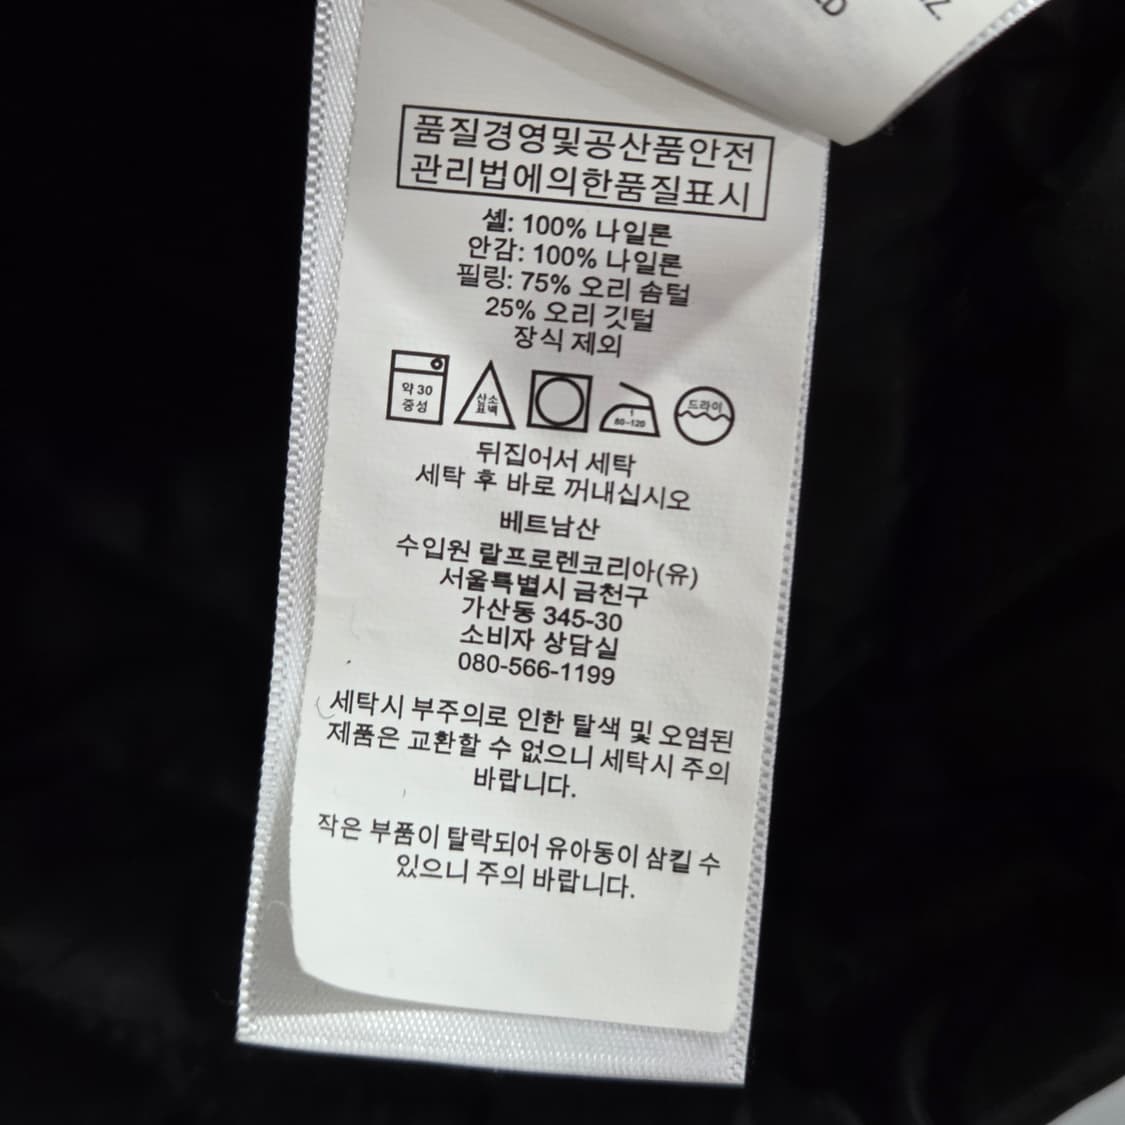 품질경영및공산품안전
관리법에의한품질표시
셸: 100% 나일론
안감: 100% 나일론
필링: 75% 오리 솜털
25% 오리 깃털
장식 제외
약 30
중성
산소
표백
1
80-120
드라이
뒤집어서 세탁
세탁 후 바로 꺼내십시오
베트남산
수입원 랄프로렌코리아(유)
서울특별시 금천구
가산동 345-30
소비자 상담실
080-566-1199
세탁시 부주의로 인한 탈색 및 오염된
제품은 교환할 수 없으니 세탁시 주의
바랍니다.
작은 부품이 탈락되어 유아동이 삼킬 수
있으니 주의 바랍니다.